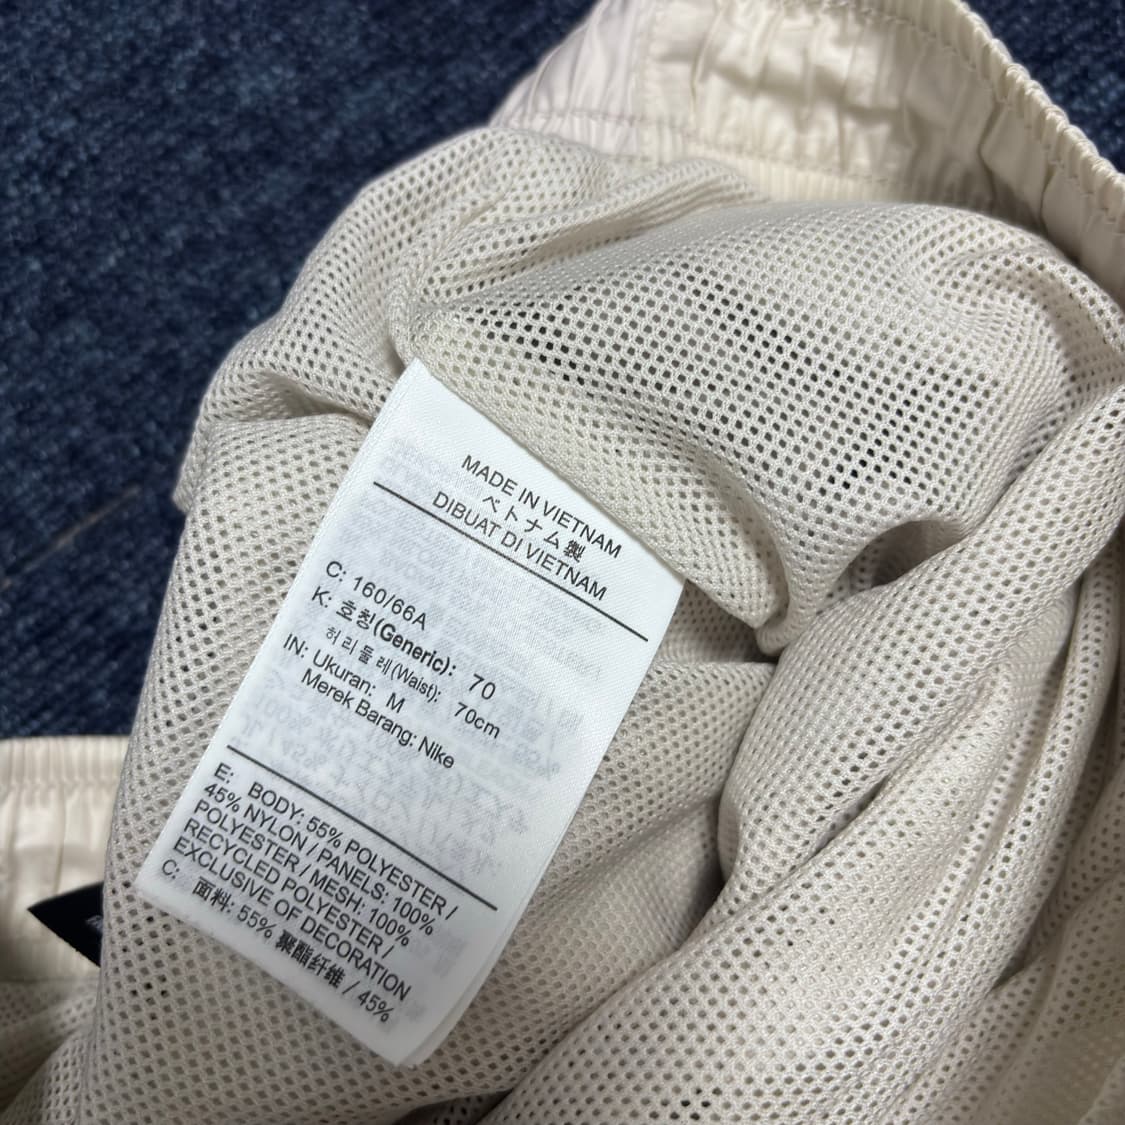 MADE IN VIETNAM
ベトナム製
DIBUAT DI VIETNAM
C: 160/66A
K: 호칭(Generic): 70
허리둘레(Waist): 70cm
IN: Ukuran: M
Merek Barang: Nike
E: BODY: 55% POLYESTER /
45% NYLON / PANELS: 100%
POLYESTER / MESH: 100%
RECYCLED POLYESTER /
EXCLUSIVE OF DECORATION
C: 面料: 55% 聚酯纤维 / 45%